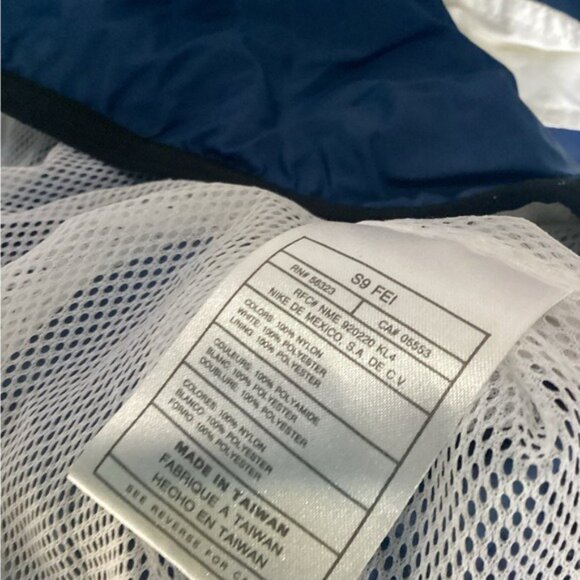 S9 FEI
RN# 56323 CA# 05553
RFC# NME 920220 KL4
NIKE DE MEXICO, S.A. DE C.V.
COLORS: 100% NYLON
WHITE: 100% POLYESTER
LINING: 100% POLYESTER
COULEURS: 100% POLYAMIDE
BLANC: 100% POLYESTER
DOUBLURE: 100% POLYESTER
COLORES: 100% NYLON
BLANCO: 100% POLYESTER
FORRO: 100% POLYESTER
MADE IN TAIWAN
FABRIQUE A TAIWAN
HECHO EN TAIWAN
SEE REVERSE FOR